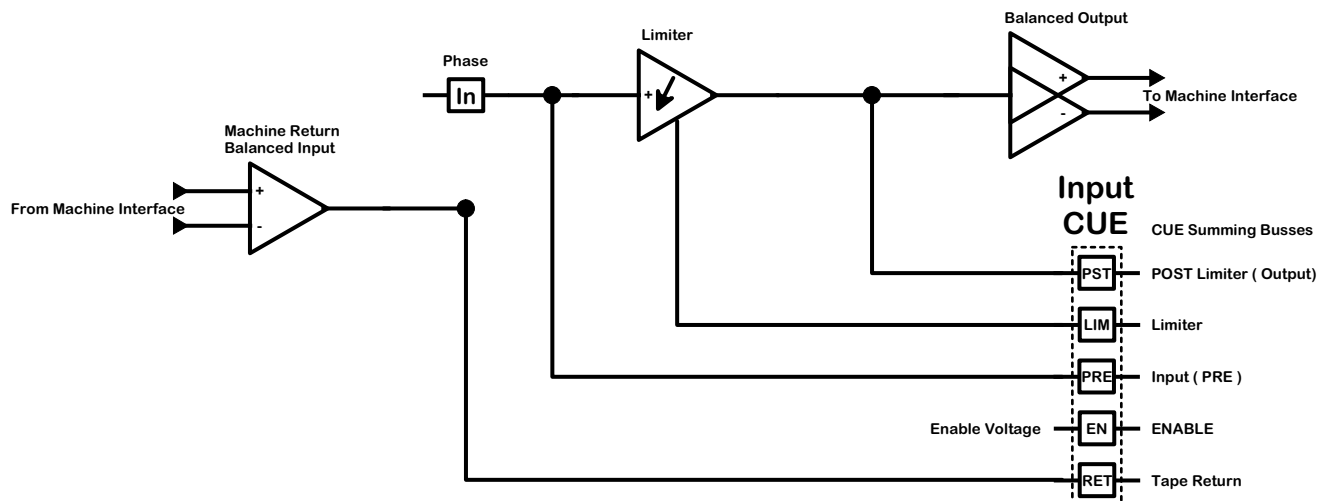 Balanced Output
Limiter
Phase
In
+
+
-
To Machine Interface
Machine Return
Balanced Input
From Machine Interface
+
-
Input
CUE
CUE Summing Busses
PST
POST Limiter ( Output)
LIM
Limiter
PRE
Input ( PRE )
Enable Voltage
EN
ENABLE
RET
Tape Return